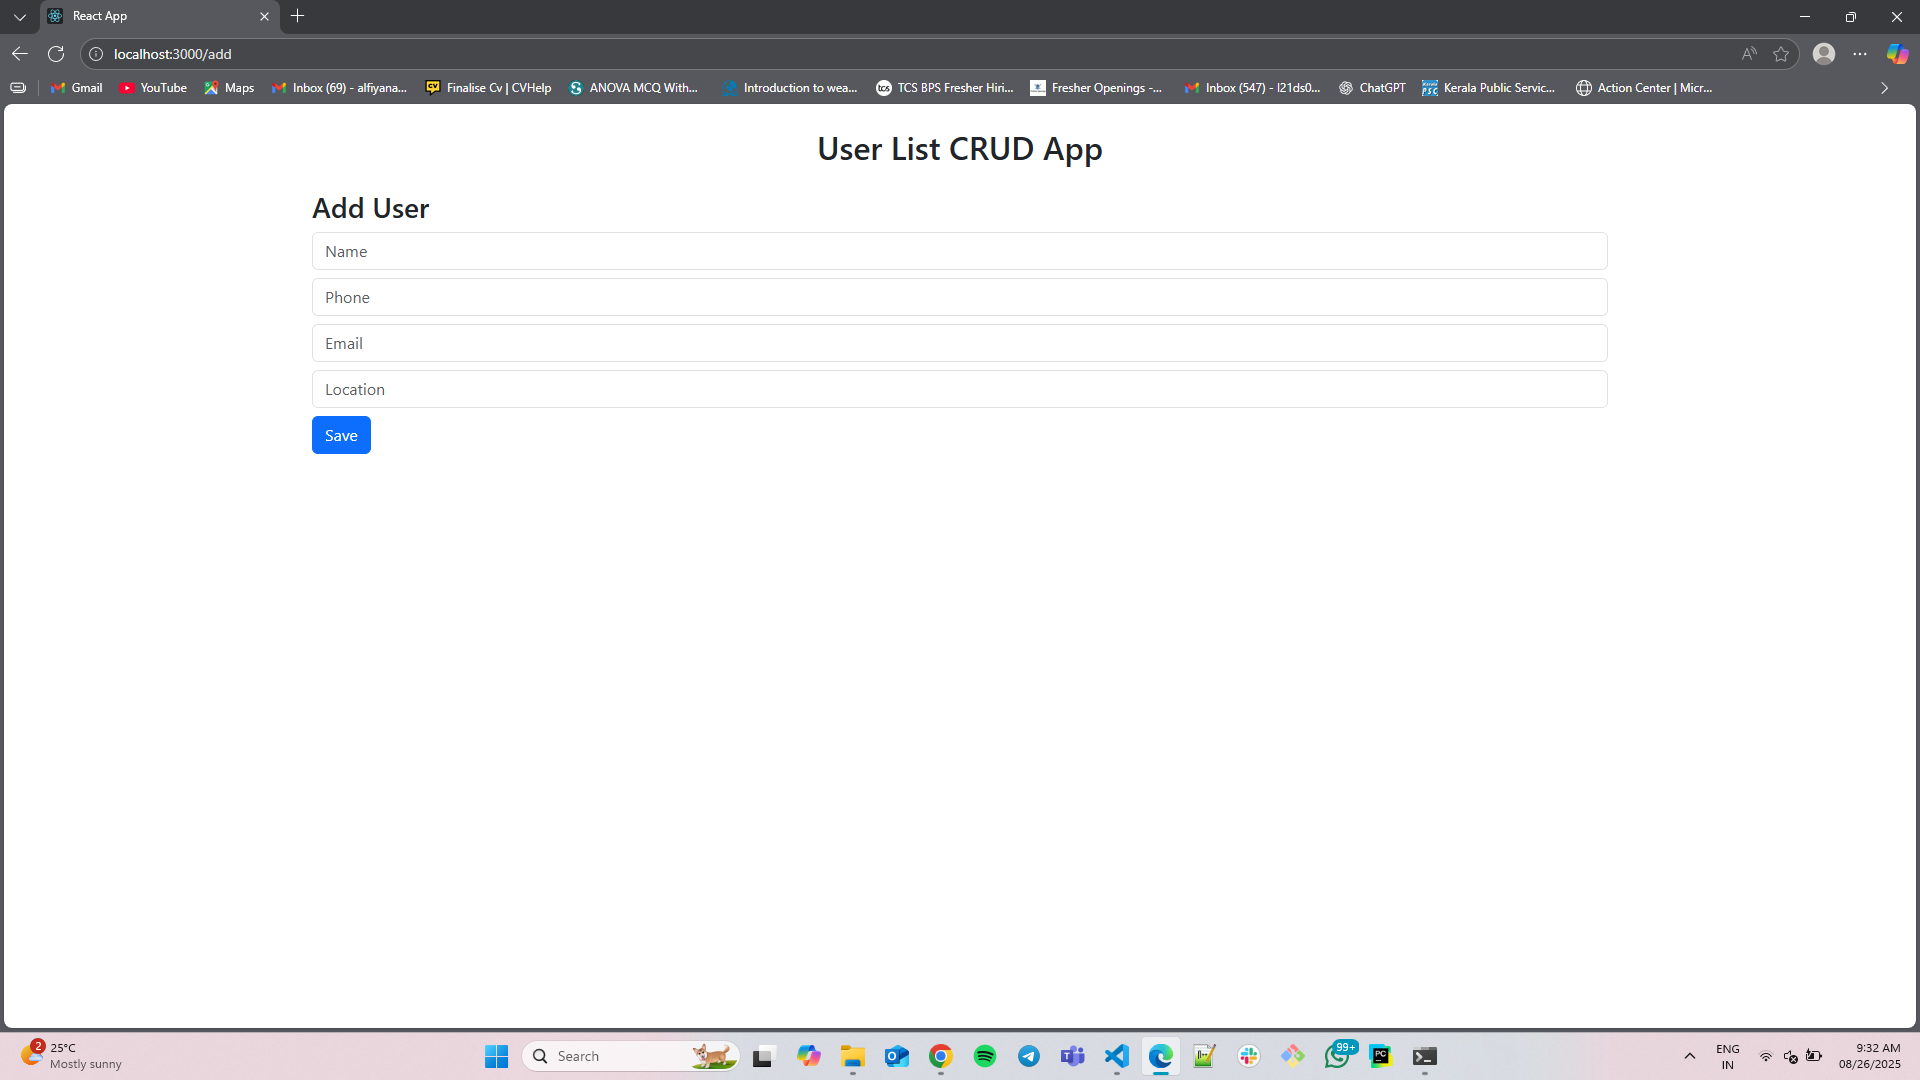 React App
localhost:3000/add
Gmail
YouTube
Maps
Inbox (69) - alfiyana...
Finalise Cv | CVHelp
ANOVA MCQ With...
Introduction to wea...
TCS BPS Fresher Hiri...
Fresher Openings -...
Inbox (547) - l21ds0...
ChatGPT
Kerala Public Servic...
Action Center | Micr...
User List CRUD App
Add User
Name
Phone
Email
Location
Save
2
25°C
Mostly sunny
Search
99+
ENG
IN
9:32 AM
08/26/2025